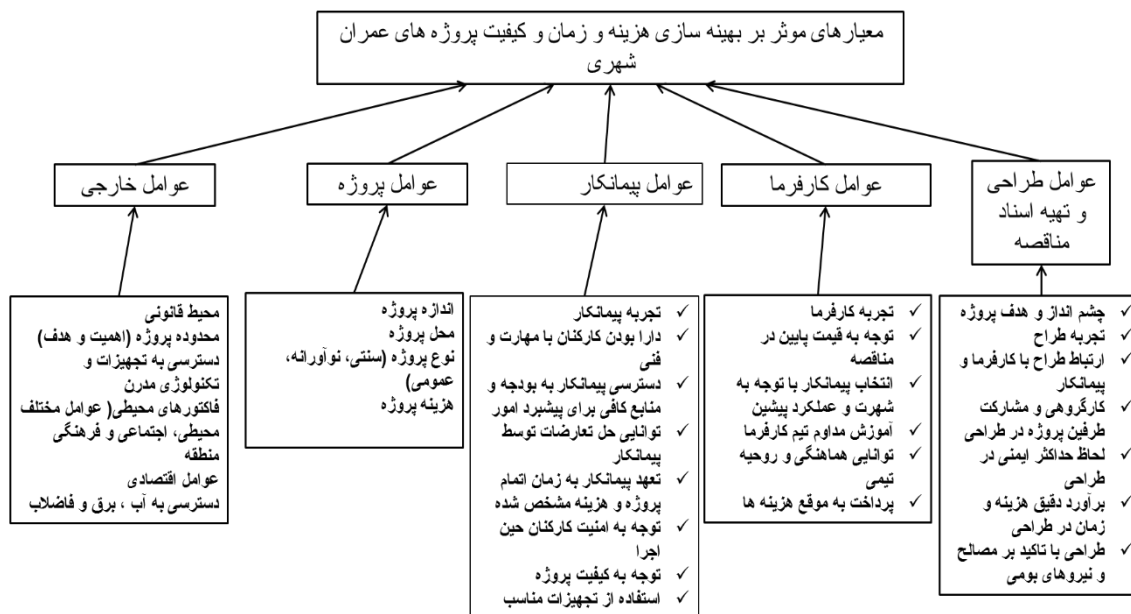 معیارهای موثر بر بهینه سازی هزینه و زمان و کیفیت پروژه های عمران
شهری
عوامل طراحی
و تهیه اسناد
مناقصه
عوامل کارفرما
عوامل پیمانکار
عوامل پروژه
عوامل خارجی
✓ چشم انداز و هدف پروژه
✓ تجربه طراح
✓ ارتباط طراح با کارفرما و
پیمانکار
✓ کارگروهی و مشارکت
طرفین پروژه در طراحی
✓ لحاظ حداکثر ایمنی در
طراحی
✓ برآورد دقیق هزینه و
زمان در طراحی
✓ طراحی با تاکید بر مصالح
و نیروهای بومی
✓ تجربه کارفرما
✓ توجه به قیمت پایین در
مناقصه
✓ انتخاب پیمانکار با توجه به
شهرت و عملکرد پیشین
✓ آموزش مداوم تیم کارفرما
✓ توانایی هماهنگی و روحیه
تیمی
✓ پرداخت به موقع هزینه ها
✓ تجربه پیمانکار
✓ دارا بودن کارکنان با مهارت و
فنی
✓ دسترسی پیمانکار به بودجه و
منابع کافی برای پیشبرد امور
✓ توانایی حل تعارضات توسط
پیمانکار
✓ تعهد پیمانکار به زمان اتمام
پروژه و هزینه مشخص شده
✓ توجه به امنیت کارکنان حین
اجرا
✓ توجه به کیفیت پروژه
✓ استفاده از تجهیزات مناسب
اندازه پروژه
محل پروژه
نوع پروژه (سنتی، نوآورانه،
عمومی)
هزینه پروژه
محیط قانونی
محدوده پروژه (اهمیت و هدف)
دسترسی به تجهیزات و
تکنولوژی مدرن
فاکتورهای محیطی( عوامل مختلف
محیطی، اجتماعی و فرهنگی
منطقه
عوامل اقتصادی
دسترسی به آب ، برق و فاضلاب